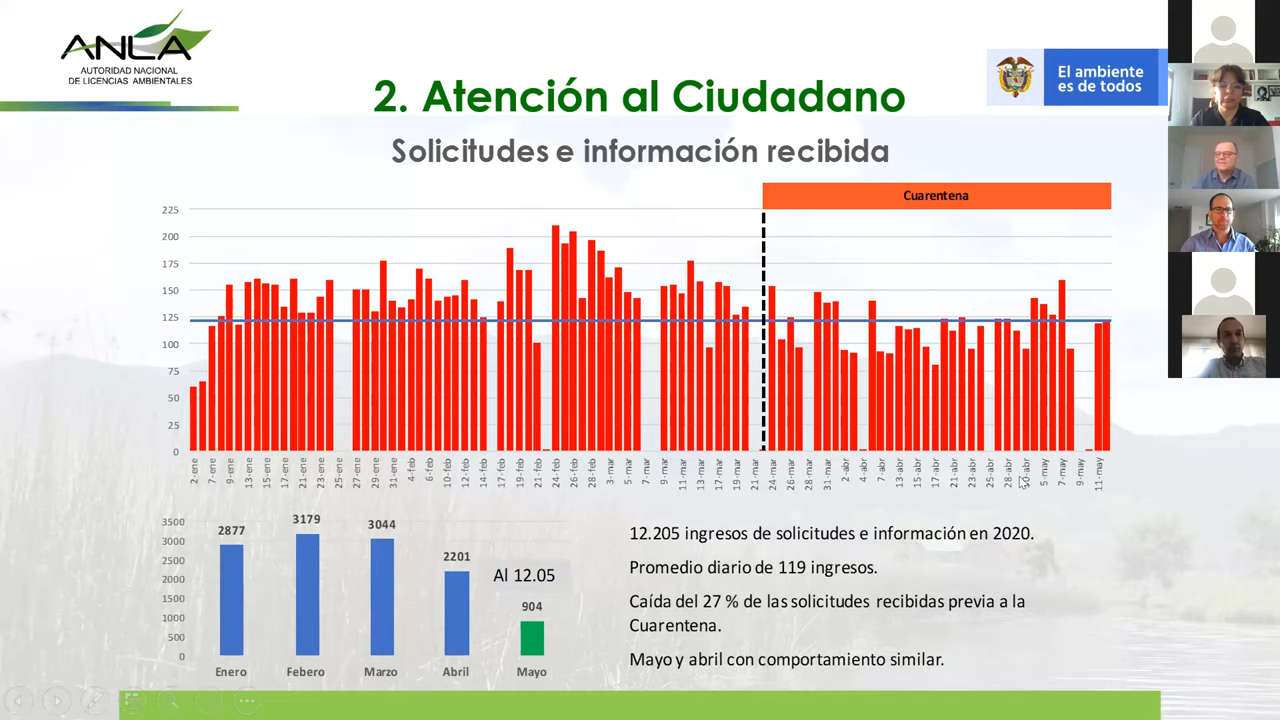 ANLA
AUTORIDAD NACIONAL
DE LICENCIAS AMBIENTALES
El ambiente
es de todos
2. Atención al Ciudadano
Solicitudes e información recibida
Cuarentena
225
200
175
150
125
100
75
50
25
0
2-ene
7-ene
9-ene
13-ene
15-ene
17-ene
21-ene
23-ene
25-ene
27-ene
29-ene
31-ene
4-feb
6-feb
10-feb
12-feb
14-feb
17-feb
19-feb
21-feb
24-feb
26-feb
28-feb
3-mar
5-mar
7-mar
11-mar
13-mar
17-mar
19-mar
21-mar
24-mar
26-mar
28-mar
31-mar
2-abr
4-abr
7-abr
13-abr
15-abr
17-abr
21-abr
23-abr
25-abr
28-abr
30-abr
5-may
7-may
9-may
11-may
3500
3000
2500
2000
1500
1000
500
0
2877
3179
3044
2201
Al 12.05
904
Enero
Febero
Marzo
Abril
Mayo
12.205 ingresos de solicitudes e información en 2020.
Promedio diario de 119 ingresos.
Caída del 27 % de las solicitudes recibidas previa a la
Cuarentena.
Mayo y abril con comportamiento similar.